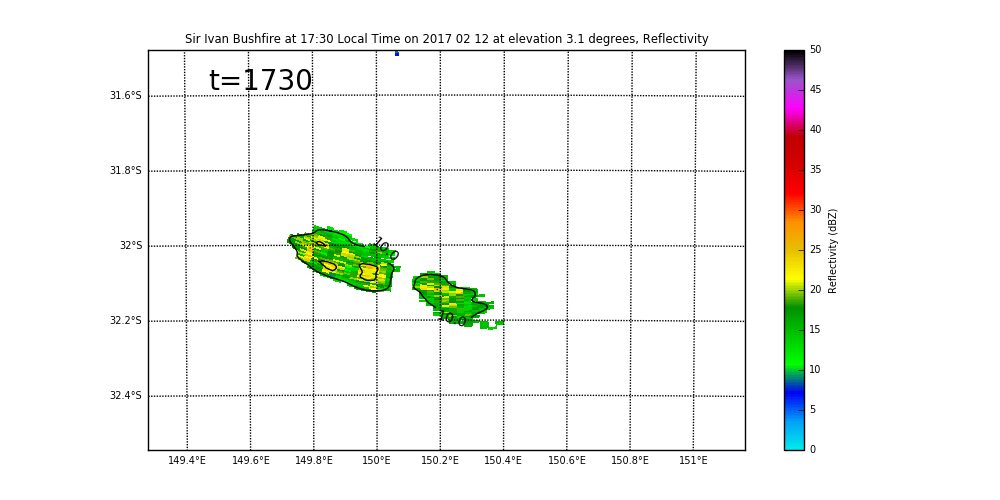 Sir Ivan Bushfire at 17:30 Local Time on 2017 02 12 at elevation 3.1 degrees, Reflectivity
t=1730
31.6°S
31.8°S
32°S
32.2°S
32.4°S
10.0
10.0
149.4°E 149.6°E 149.8°E 150°E 150.2°E 150.4°E 150.6°E 150.8°E 151°E
50
45
40
35
30
25
20
15
10
5
0
Reflectivity (dBZ)